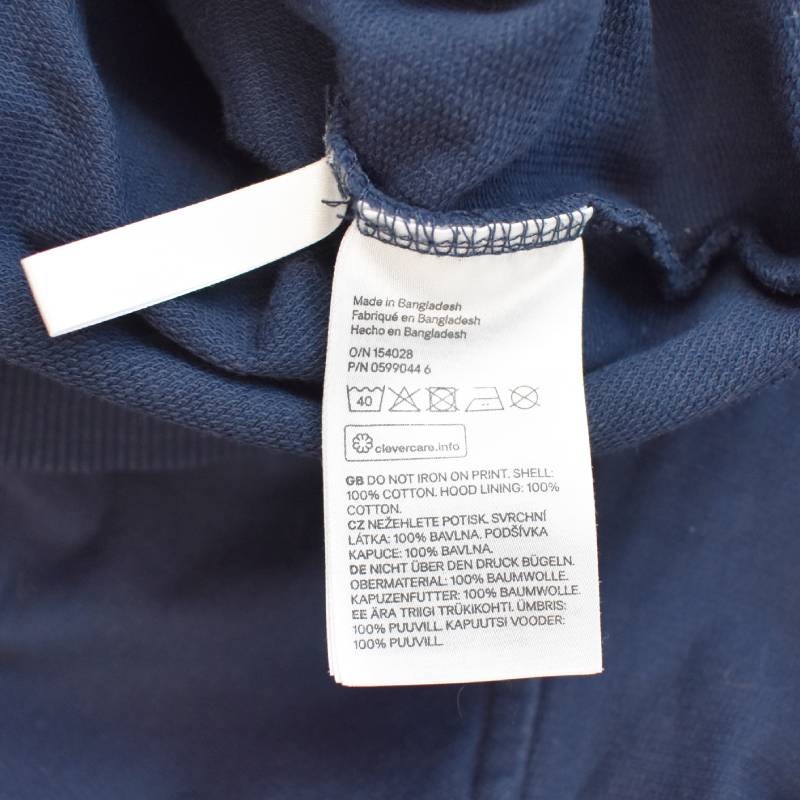 Made in Bangladesh
Fabriqué en Bangladesh
Hecho en Bangladesh
O/N 154028
P/N 0599044 6
40
clevercare.info
GB DO NOT IRON ON PRINT. SHELL:
100% COTTON. HOOD LINING: 100%
COTTON.
CZ NEŽEHLETE POTISK. SVRCHNÍ
LÁTKA: 100% BAVLNA. PODŠÍVKA
KAPUCE: 100% BAVLNA.
DE NICHT ÜBER DEN DRUCK BÜGELN.
OBERMATERIAL: 100% BAUMWOLLE.
KAPUZENFUTTER: 100% BAUMWOLLE.
EE ÄRA TRIIGI TRÜKIKOHTI. ÜMBRIS:
100% PUUVILL. KAPUUTSI VOODER:
100% PUUVILL.